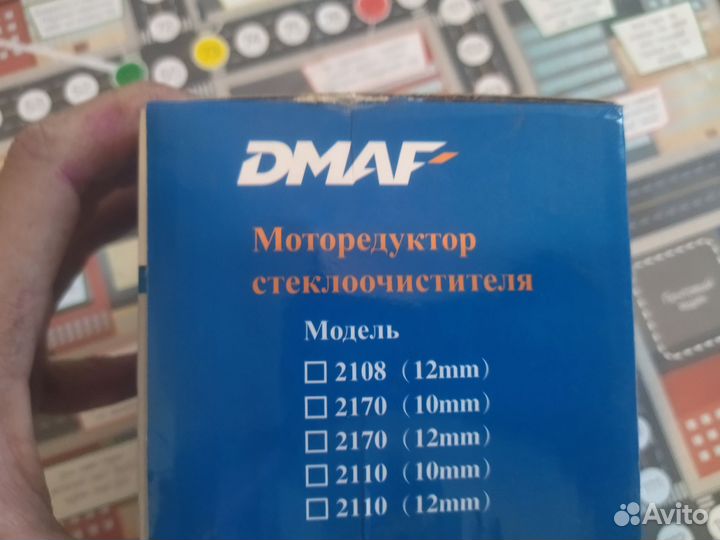 DMAF
Моторедуктор
стеклоочистителя
Модель
2108 (12mm)
2170 (10mm)
2170 (12mm)
2110 (10mm)
2110 (12mm)
Avito